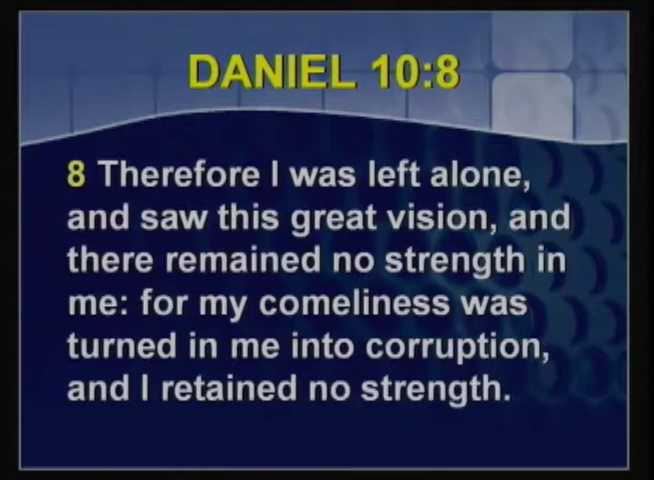 DANIEL 10:8
8 Therefore I was left alone,
and saw this great vision, and
there remained no strength in
me: for my comeliness was
turned in me into corruption,
and I retained no strength.